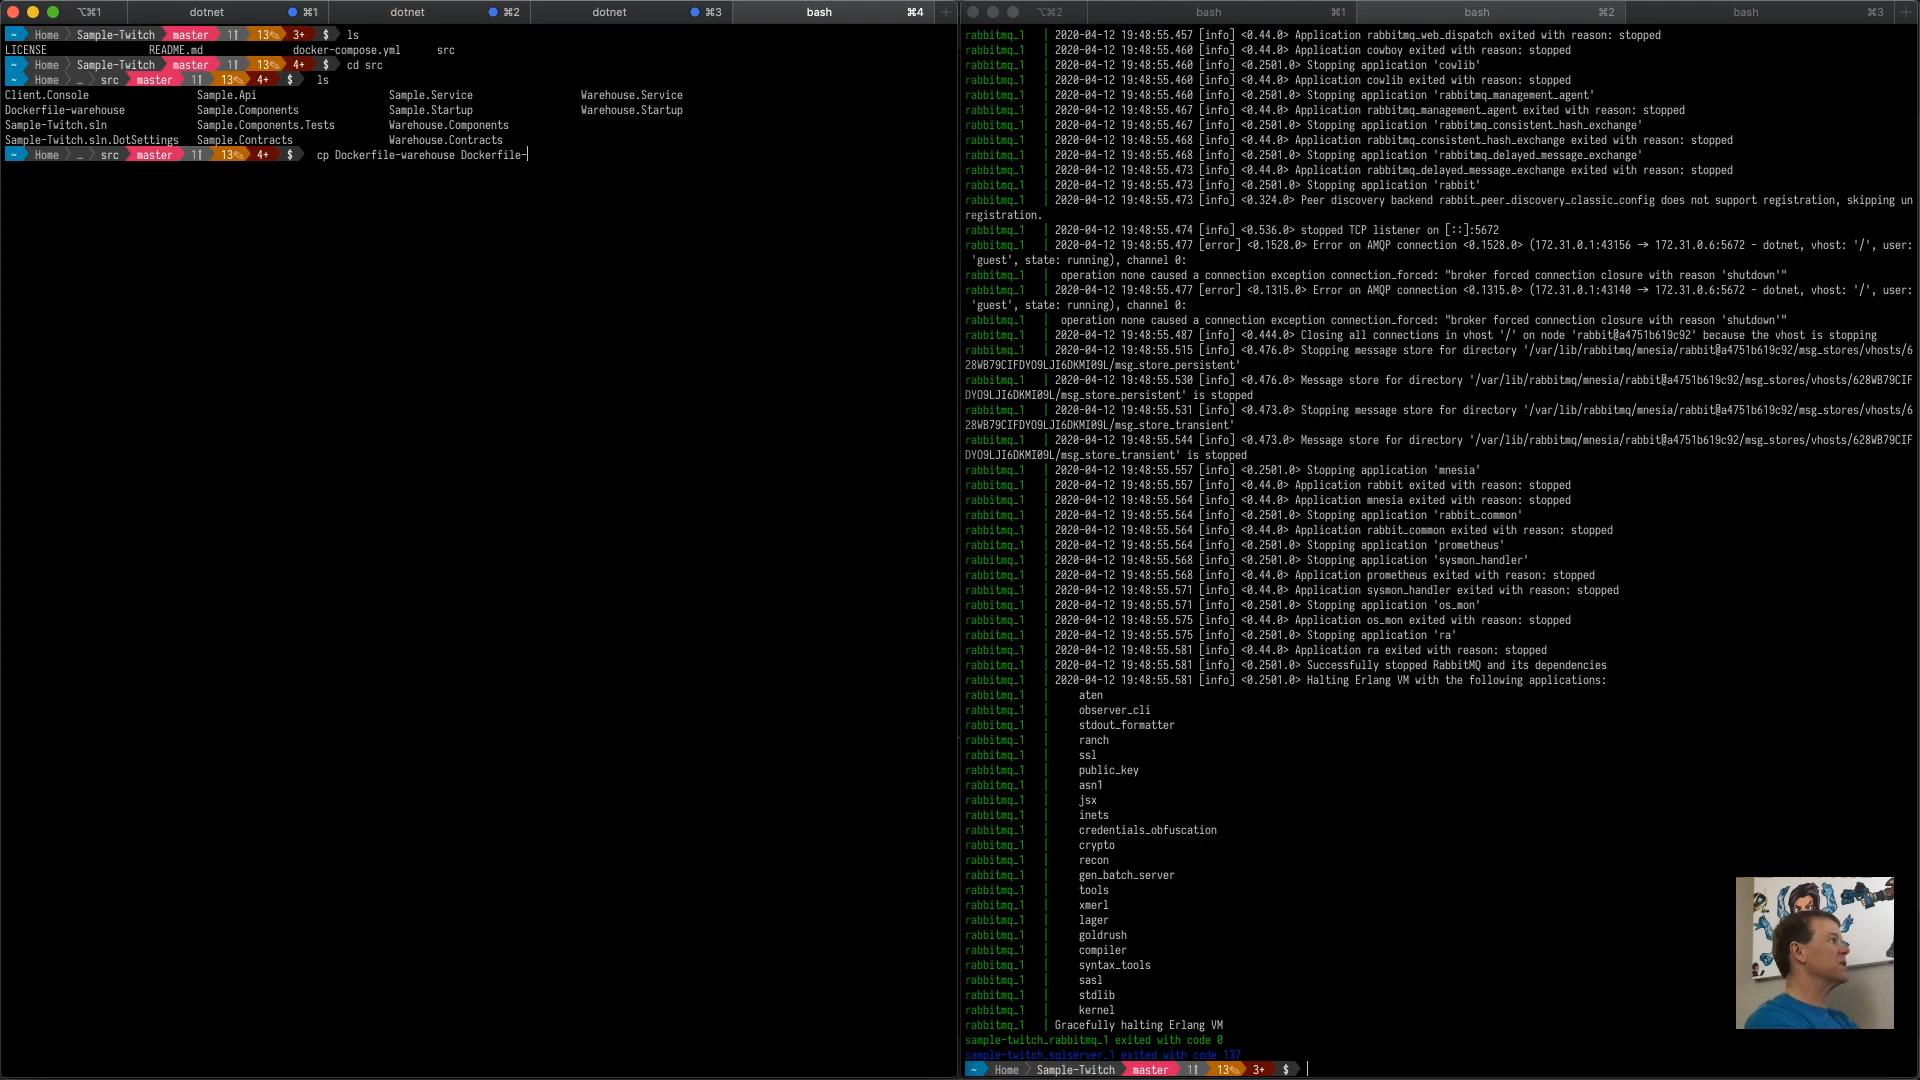 ⌥⌘1 dotnet ⌘1 dotnet ⌘2 dotnet ⌘3 bash ⌘4
~ Home Sample-Twitch master 1 13 3+ $ ls
LICENSE README.md docker-compose.yml src
~ Home Sample-Twitch master 1 13 4+ $ cd src
~ Home … src master 1 13 4+ $ ls
Client.Console Sample.Api Sample.Service Warehouse.Service
Dockerfile-warehouse Sample.Components Sample.Startup Warehouse.Startup
Sample-Twitch.sln Sample.Components.Tests Warehouse.Components
Sample-Twitch.sln.DotSettings Sample.Contracts Warehouse.Contracts
~ Home … src master 1 13 4+ $ cp Dockerfile-warehouse Dockerfile-
⌥⌘2 bash ⌘1 bash ⌘2 bash ⌘3
rabbitmq_1 | 2020-04-12 19:48:55.457 [info] <0.44.0> Application rabbitmq_web_dispatch exited with reason: stopped
rabbitmq_1 | 2020-04-12 19:48:55.460 [info] <0.44.0> Application cowboy exited with reason: stopped
rabbitmq_1 | 2020-04-12 19:48:55.460 [info] <0.2501.0> Stopping application 'cowlib'
rabbitmq_1 | 2020-04-12 19:48:55.460 [info] <0.44.0> Application cowlib exited with reason: stopped
rabbitmq_1 | 2020-04-12 19:48:55.460 [info] <0.2501.0> Stopping application 'rabbitmq_management_agent'
rabbitmq_1 | 2020-04-12 19:48:55.467 [info] <0.44.0> Application rabbitmq_management_agent exited with reason: stopped
rabbitmq_1 | 2020-04-12 19:48:55.467 [info] <0.2501.0> Stopping application 'rabbitmq_consistent_hash_exchange'
rabbitmq_1 | 2020-04-12 19:48:55.468 [info] <0.44.0> Application rabbitmq_consistent_hash_exchange exited with reason: stopped
rabbitmq_1 | 2020-04-12 19:48:55.468 [info] <0.2501.0> Stopping application 'rabbitmq_delayed_message_exchange'
rabbitmq_1 | 2020-04-12 19:48:55.473 [info] <0.44.0> Application rabbitmq_delayed_message_exchange exited with reason: stopped
rabbitmq_1 | 2020-04-12 19:48:55.473 [info] <0.2501.0> Stopping application 'rabbit'
rabbitmq_1 | 2020-04-12 19:48:55.473 [info] <0.324.0> Peer discovery backend rabbit_peer_discovery_classic_config does not support registration, skipping un
registration.
rabbitmq_1 | 2020-04-12 19:48:55.474 [info] <0.536.0> stopped TCP listener on [::]:5672
rabbitmq_1 | 2020-04-12 19:48:55.477 [error] <0.1528.0> Error on AMQP connection <0.1528.0> (172.31.0.1:43156 -> 172.31.0.6:5672 - dotnet, vhost: '/', user:
'guest', state: running), channel 0:
rabbitmq_1 | operation none caused a connection exception connection_forced: "broker forced connection closure with reason 'shutdown'"
rabbitmq_1 | 2020-04-12 19:48:55.477 [error] <0.1315.0> Error on AMQP connection <0.1315.0> (172.31.0.1:43140 -> 172.31.0.6:5672 - dotnet, vhost: '/', user:
'guest', state: running), channel 0:
rabbitmq_1 | operation none caused a connection exception connection_forced: "broker forced connection closure with reason 'shutdown'"
rabbitmq_1 | 2020-04-12 19:48:55.487 [info] <0.444.0> Closing all connections in vhost '/' on node 'rabbit@a4751b619c92' because the vhost is stopping
rabbitmq_1 | 2020-04-12 19:48:55.515 [info] <0.476.0> Stopping message store for directory '/var/lib/rabbitmq/mnesia/rabbit@a4751b619c92/msg_stores/vhosts/6
28WB79CIFDYO9LJI6DKMI09L/msg_store_persistent'
rabbitmq_1 | 2020-04-12 19:48:55.530 [info] <0.476.0> Message store for directory '/var/lib/rabbitmq/mnesia/rabbit@a4751b619c92/msg_stores/vhosts/628WB79CIF
DYO9LJI6DKMI09L/msg_store_persistent' is stopped
rabbitmq_1 | 2020-04-12 19:48:55.531 [info] <0.473.0> Stopping message store for directory '/var/lib/rabbitmq/mnesia/rabbit@a4751b619c92/msg_stores/vhosts/6
28WB79CIFDYO9LJI6DKMI09L/msg_store_transient'
rabbitmq_1 | 2020-04-12 19:48:55.544 [info] <0.473.0> Message store for directory '/var/lib/rabbitmq/mnesia/rabbit@a4751b619c92/msg_stores/vhosts/628WB79CIF
DYO9LJI6DKMI09L/msg_store_transient' is stopped
rabbitmq_1 | 2020-04-12 19:48:55.557 [info] <0.2501.0> Stopping application 'mnesia'
rabbitmq_1 | 2020-04-12 19:48:55.557 [info] <0.44.0> Application rabbit exited with reason: stopped
rabbitmq_1 | 2020-04-12 19:48:55.564 [info] <0.44.0> Application mnesia exited with reason: stopped
rabbitmq_1 | 2020-04-12 19:48:55.564 [info] <0.2501.0> Stopping application 'rabbit_common'
rabbitmq_1 | 2020-04-12 19:48:55.564 [info] <0.44.0> Application rabbit_common exited with reason: stopped
rabbitmq_1 | 2020-04-12 19:48:55.564 [info] <0.2501.0> Stopping application 'prometheus'
rabbitmq_1 | 2020-04-12 19:48:55.568 [info] <0.2501.0> Stopping application 'sysmon_handler'
rabbitmq_1 | 2020-04-12 19:48:55.568 [info] <0.44.0> Application prometheus exited with reason: stopped
rabbitmq_1 | 2020-04-12 19:48:55.571 [info] <0.44.0> Application sysmon_handler exited with reason: stopped
rabbitmq_1 | 2020-04-12 19:48:55.571 [info] <0.2501.0> Stopping application 'os_mon'
rabbitmq_1 | 2020-04-12 19:48:55.575 [info] <0.44.0> Application os_mon exited with reason: stopped
rabbitmq_1 | 2020-04-12 19:48:55.575 [info] <0.2501.0> Stopping application 'ra'
rabbitmq_1 | 2020-04-12 19:48:55.581 [info] <0.44.0> Application ra exited with reason: stopped
rabbitmq_1 | 2020-04-12 19:48:55.581 [info] <0.2501.0> Successfully stopped RabbitMQ and its dependencies
rabbitmq_1 | 2020-04-12 19:48:55.581 [info] <0.2501.0> Halting Erlang VM with the following applications:
rabbitmq_1 | aten
rabbitmq_1 | observer_cli
rabbitmq_1 | stdout_formatter
rabbitmq_1 | ranch
rabbitmq_1 | ssl
rabbitmq_1 | public_key
rabbitmq_1 | asn1
rabbitmq_1 | jsx
rabbitmq_1 | inets
rabbitmq_1 | credentials_obfuscation
rabbitmq_1 | crypto
rabbitmq_1 | recon
rabbitmq_1 | gen_batch_server
rabbitmq_1 | tools
rabbitmq_1 | xmerl
rabbitmq_1 | lager
rabbitmq_1 | goldrush
rabbitmq_1 | compiler
rabbitmq_1 | syntax_tools
rabbitmq_1 | sasl
rabbitmq_1 | stdlib
rabbitmq_1 | kernel
rabbitmq_1 | Gracefully halting Erlang VM
sample-twitch_rabbitmq_1 exited with code 0
sample-twitch_sqlserver_1 exited with code 137
~ Home Sample-Twitch master 1 13 3+ $